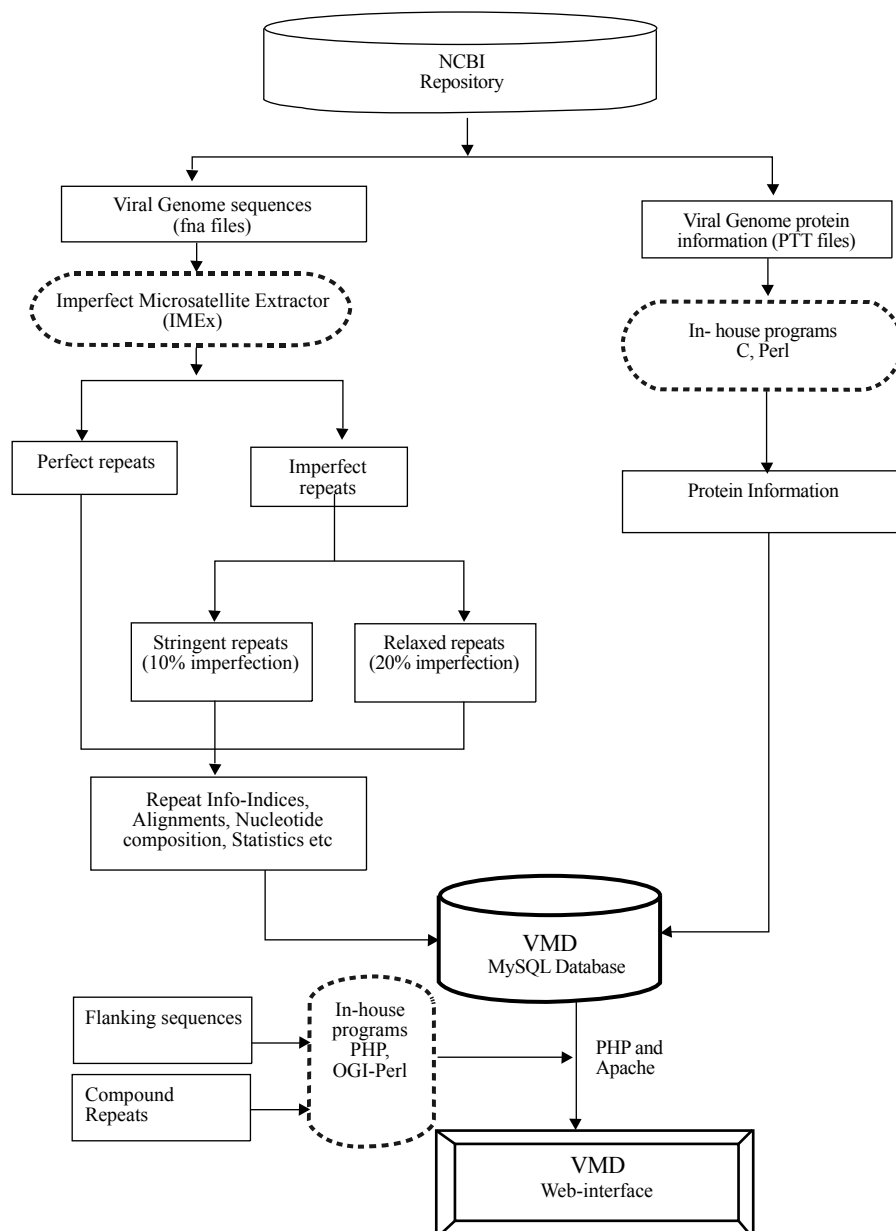 NCBI
Repository
Viral Genome sequences
(fna files)
Viral Genome protein
information (PTT files)
Imperfect Microsatellite Extractor
(IMEx)
In- house programs
C, Perl
Perfect repeats
Imperfect
repeats
Protein Information
Stringent repeats
(10% imperfection)
Relaxed repeats
(20% imperfection)
Repeat Info-Indices,
Alignments, Nucleotide
composition, Statistics etc
VMD
MySQL Database
Flanking sequences
Compound
Repeats
In-house
programs
PHP,
OGI-Perl
PHP and
Apache
VMD
Web-interface